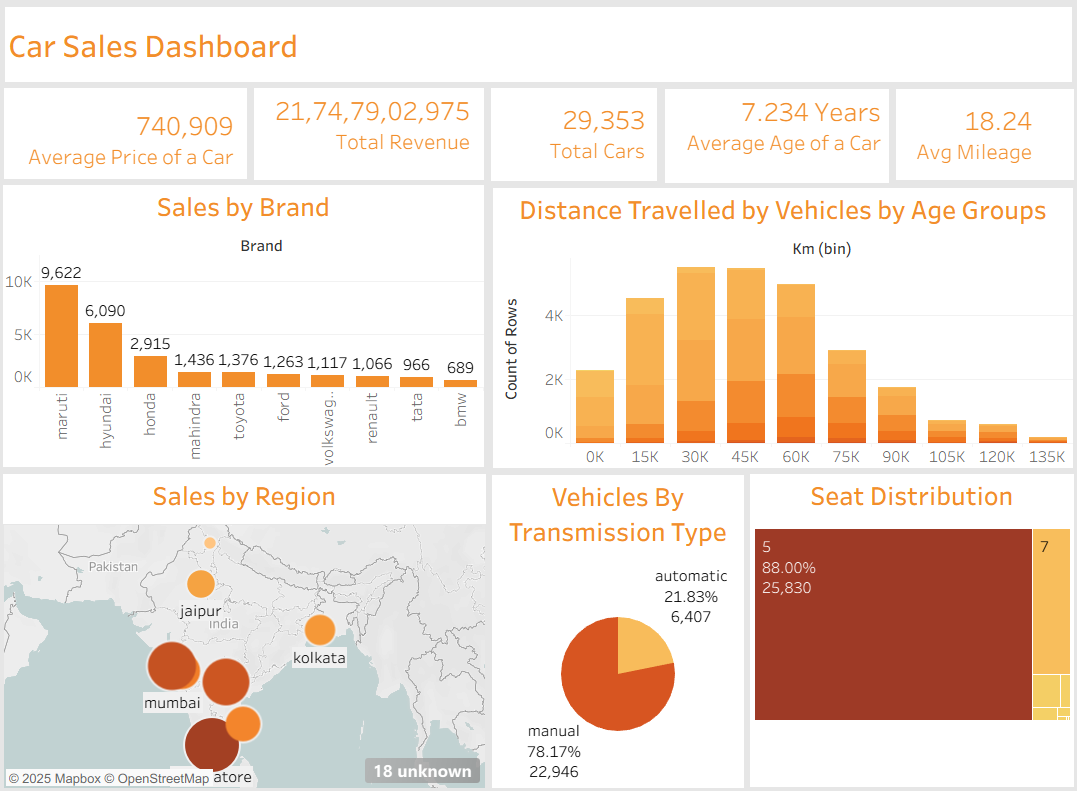 Car Sales Dashboard
740,909
Average Price of a Car
21,74,79,02,975
Total Revenue
29,353
Total Cars
7.234 Years
Average Age of a Car
18.24
Avg Mileage
Sales by Brand
Brand
10K
5K
0K
9,622
6,090
2,915
1,436
1,376
1,263
1,117
1,066
966
689
maruti
hyundai
honda
mahindra
toyota
ford
volkswag..
renault
tata
bmw
Distance Travelled by Vehicles by Age Groups
Km (bin)
Count of Rows
4K
2K
0K
0K
15K
30K
45K
60K
75K
90K
105K
120K
135K
Sales by Region
Pakistan
jaipur
India
kolkata
mumbai
atore
© 2025 Mapbox © OpenStreetMap
18 unknown
Vehicles By
Transmission Type
automatic
21.83%
6,407
manual
78.17%
22,946
Seat Distribution
5
88.00%
25,830
7